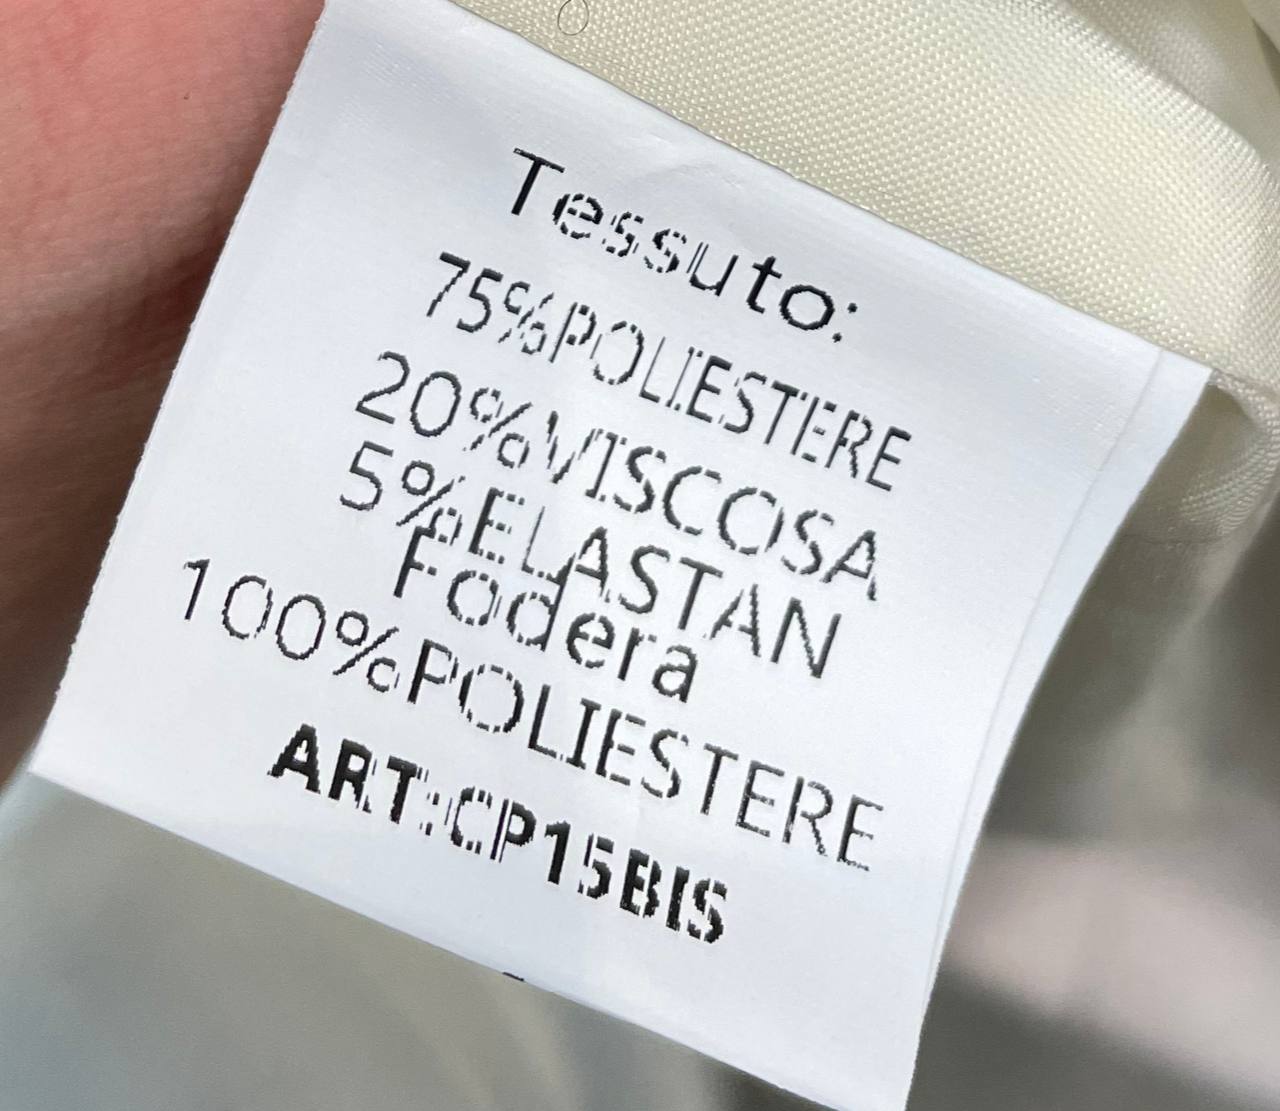 Tessuto:
75%POLIESTERE
20%VISCOSA
5%ELASTAN
Fodera
100%POLIESTERE
ART:CP15BIS